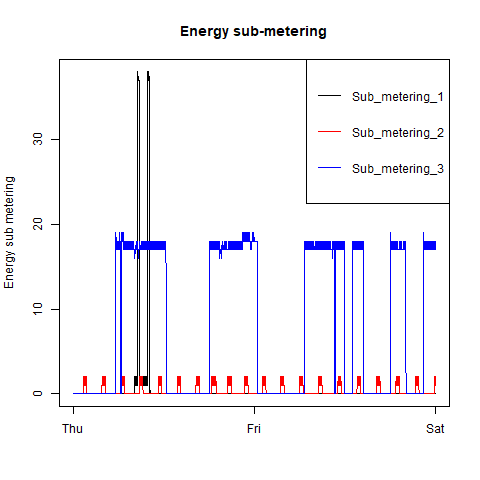 Energy sub-metering
Sub_metering_1
Sub_metering_2
Sub_metering_3
Energy sub metering
30
20
10
0
Thu
Fri
Sat